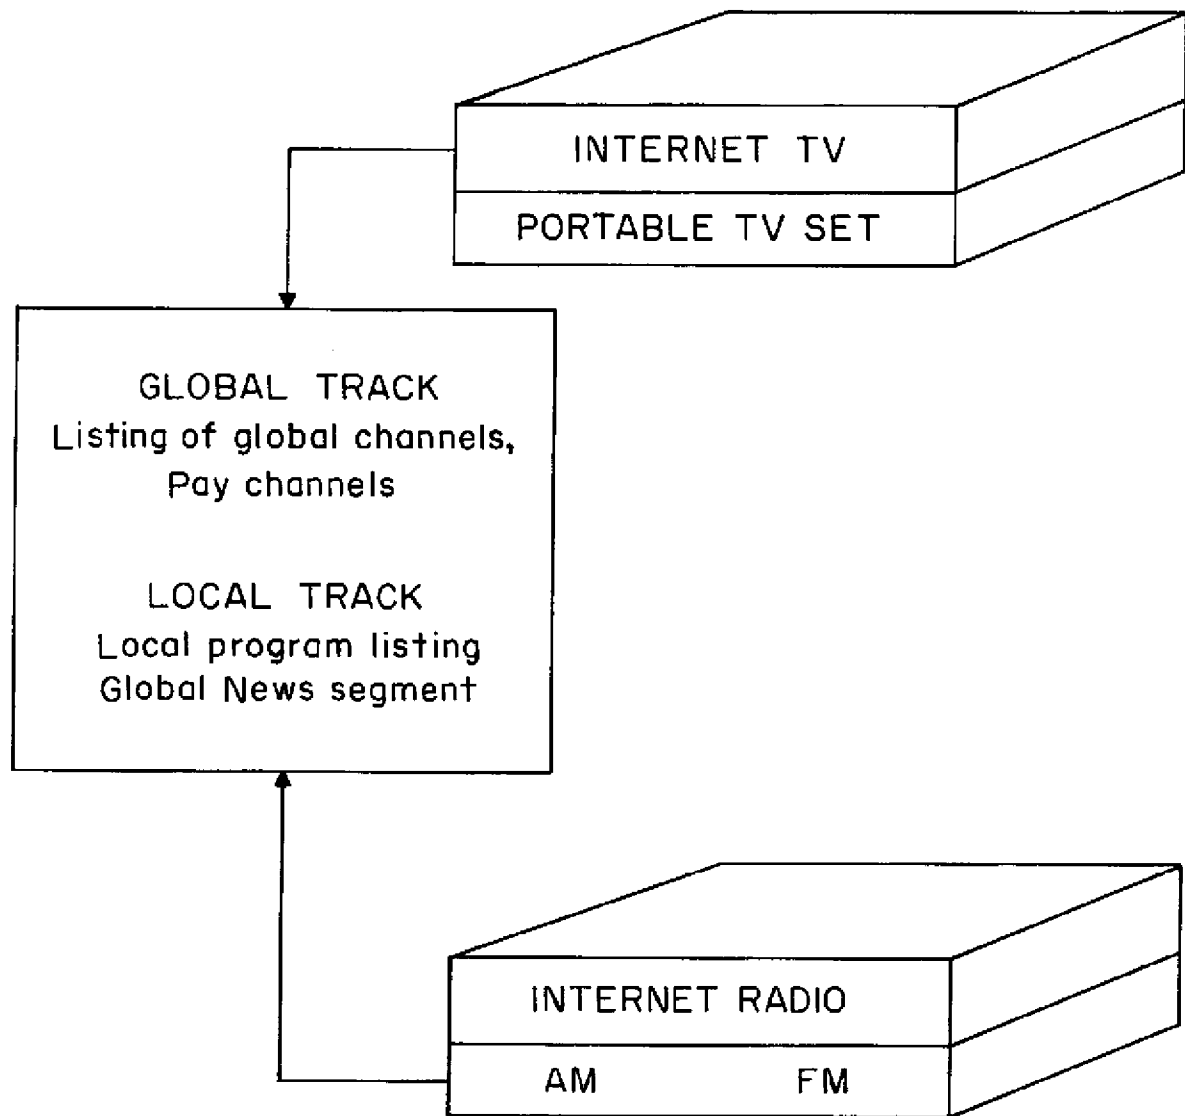 INTERNET TV
PORTABLE TV SET
GLOBAL TRACK
Listing of global channels,
Pay channels
LOCAL TRACK
Local program listing
Global News segment
INTERNET RADIO
AM FM